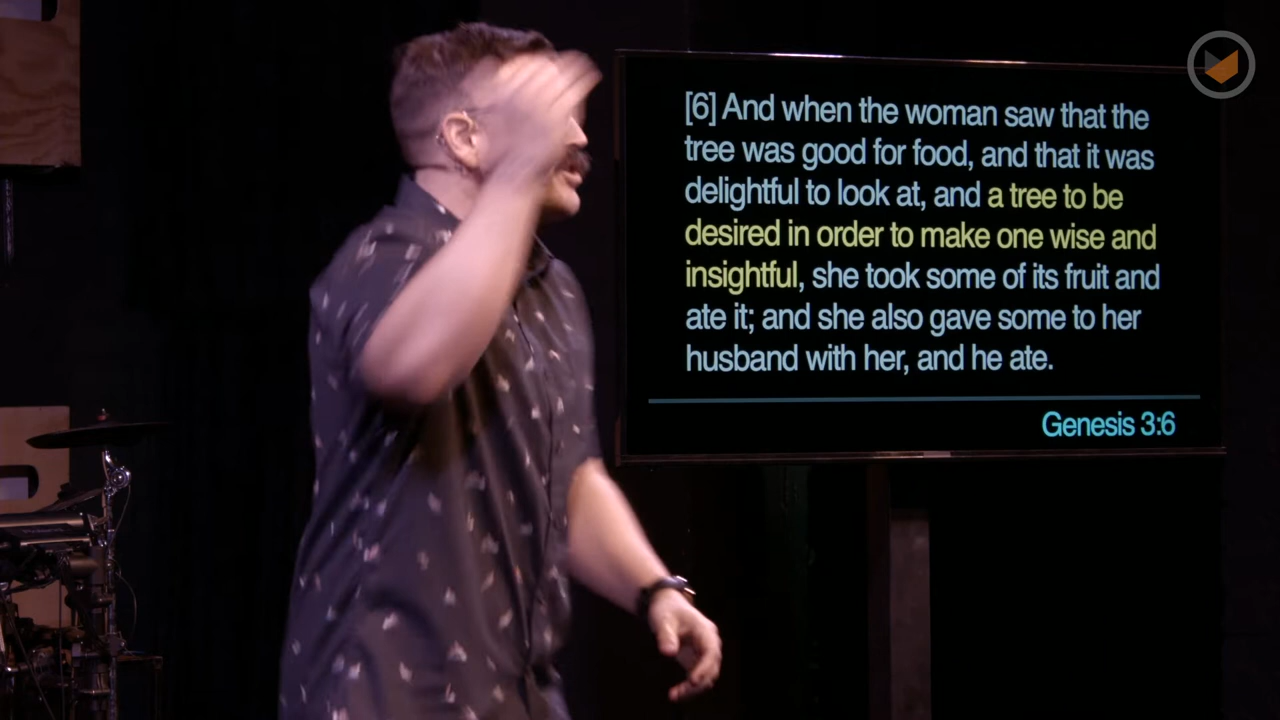 [6] And when the woman saw that the
tree was good for food, and that it was
delightful to look at, and a tree to be
desired in order to make one wise and
insightful, she took some of its fruit and
ate it; and she also gave some to her
husband with her, and he ate.
Genesis 3:6